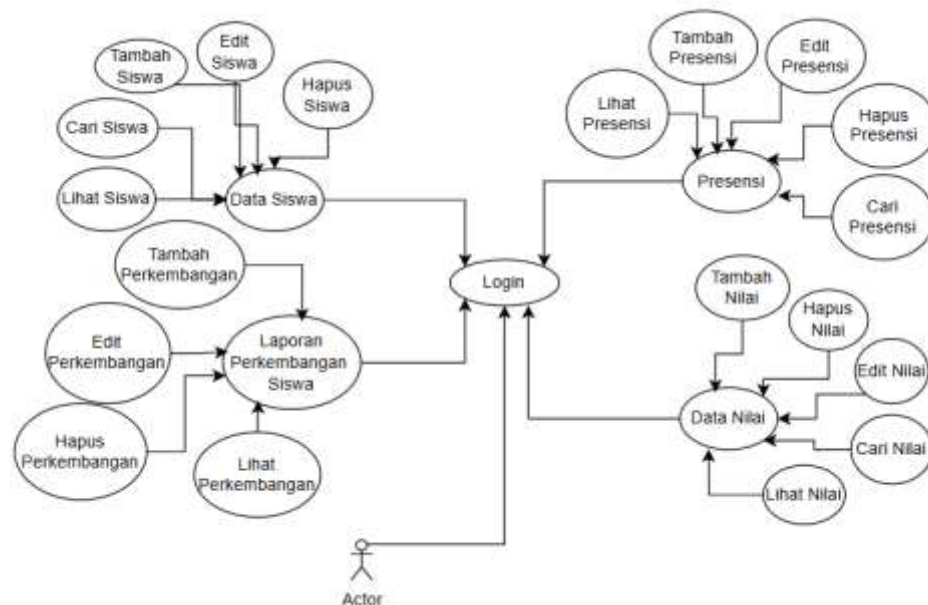 Tambah
Siswa
Edit
Siswa
Hapus
Siswa
Cari Siswa
Lihat Siswa
Data Siswa
Tambah
Perkembangan
Edit
Perkembangan
Laporan
Perkembangan
Siswa
Hapus
Perkembangan
Lihat
Perkembangan
Login
Actor
Tambah
Presensi
Edit
Presensi
Lihat
Presensi
Hapus
Presensi
Presensi
Cari
Presensi
Tambah
Nilai
Hapus
Nilai
Edit Nilai
Data Nilai
Cari Nilai
Lihat Nilai